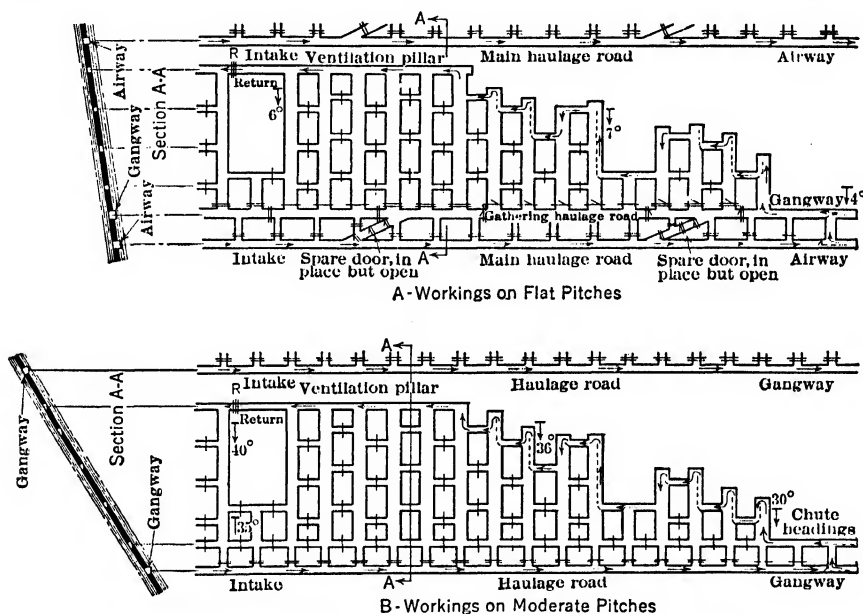 A
R
Intake Ventilation pillar Main haulage road Airway
Return
6°
7°
Airway
Section A-A
Gangway
Airway
Gangway 4°
Gathering haulage road
Intake Spare door, in place but open A Main haulage road Spare door, in place but open Airway
A-Workings on Flat Pitches
A
R
Intake Ventilation pillar Haulage road Gangway
Return
40°
36°
Gangway
Section A-A
Gangway
35°
30°
Chute headings
Intake A Haulage road Gangway
B-Workings on Moderate Pitches